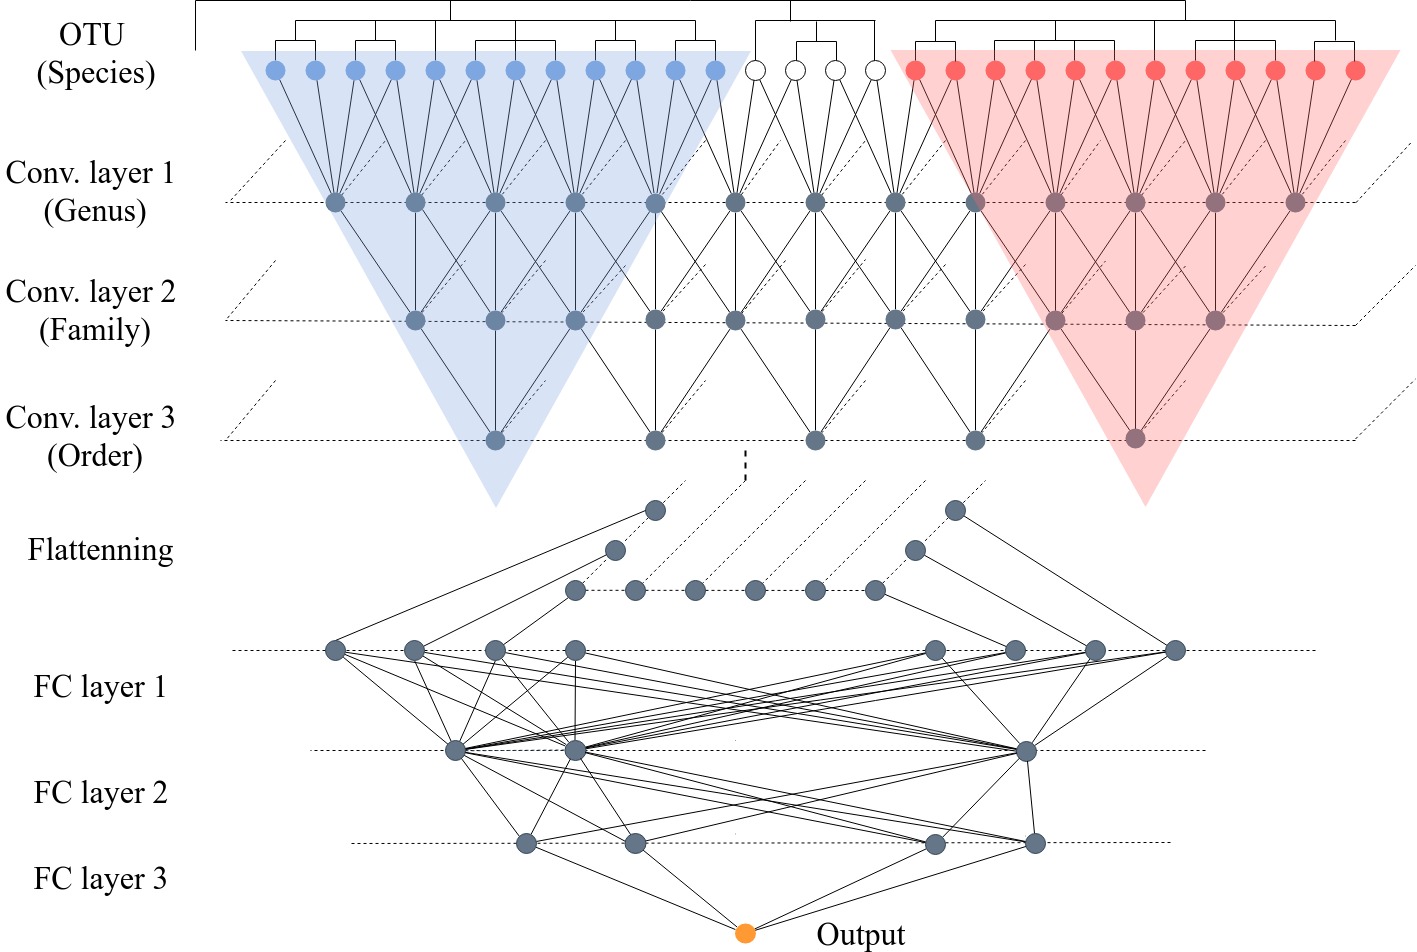 OTU
(Species)
Conv. layer 1
(Genus)
Conv. layer 2
(Family)
Conv. layer 3
(Order)
Flattenning
FC layer 1
FC layer 2
FC layer 3
Output